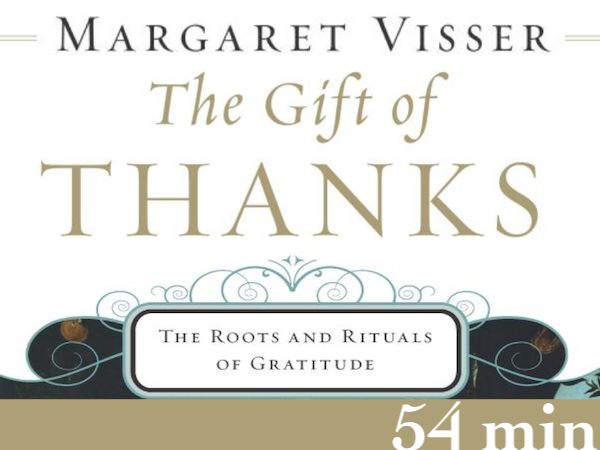 MARGARET VISSER
The Gift of
THANKS
THE ROOTS AND RITUALS
OF GRATITUDE
54 min